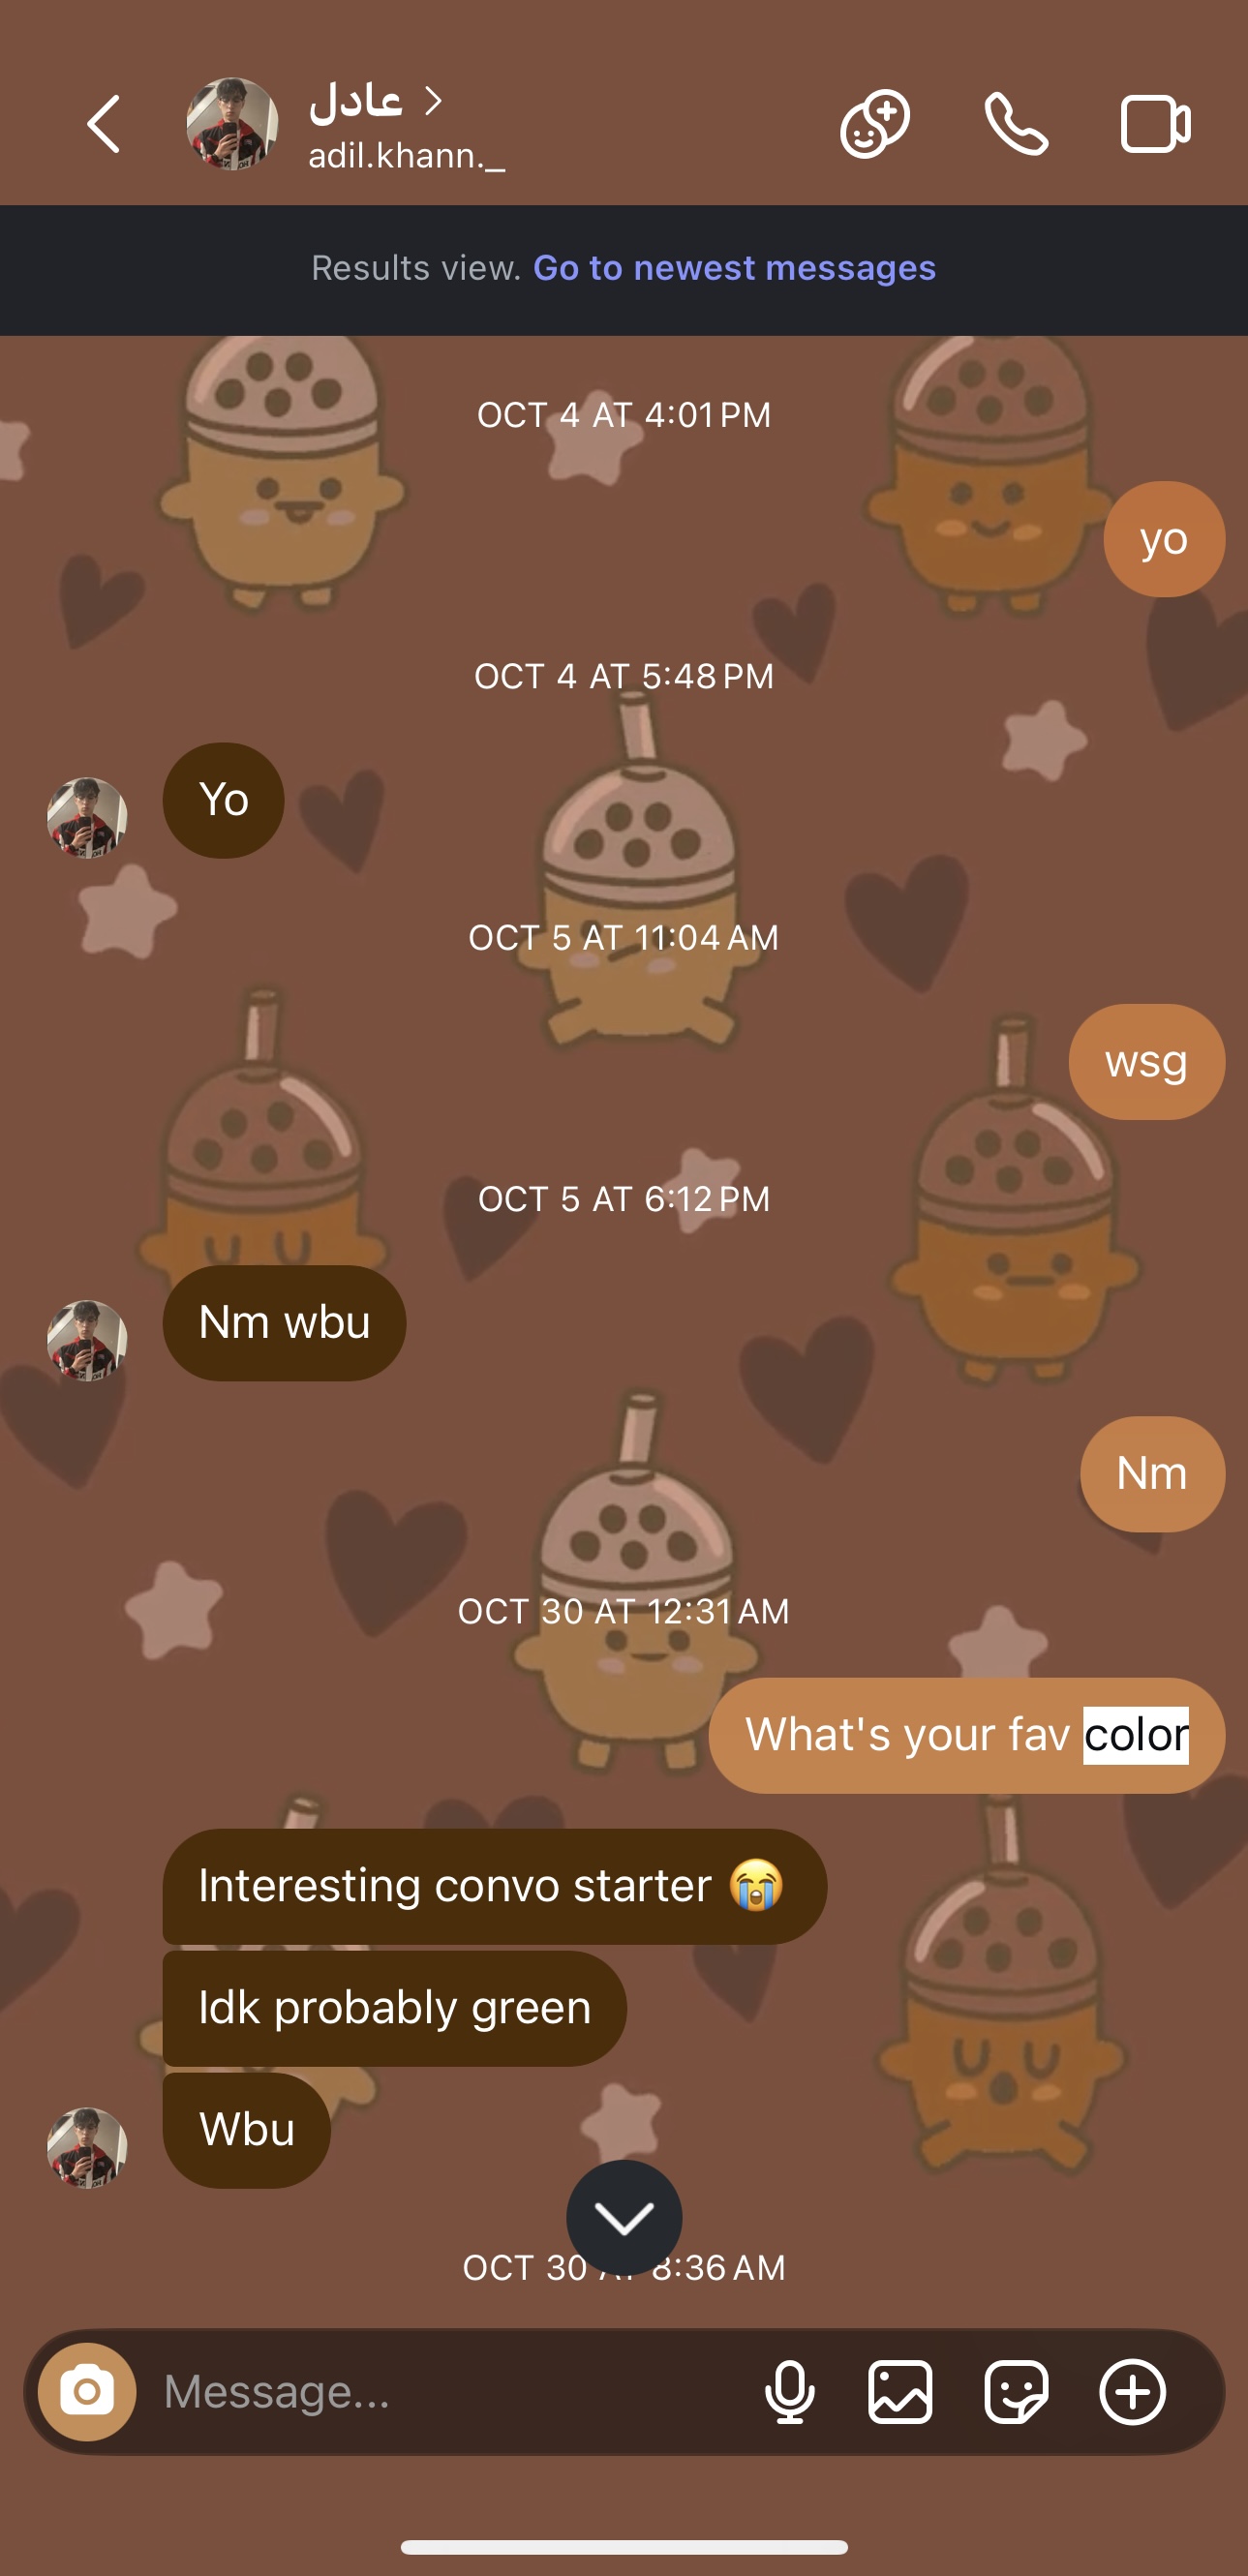 عادل
adil.khann._
Results view. Go to newest messages
OCT 4 AT 4:01 PM
yo
OCT 4 AT 5:48 PM
Yo
OCT 5 AT 11:04 AM
wsg
OCT 5 AT 6:12 PM
Nm wbu
Nm
OCT 30 AT 12:31 AM
What's your fav color
Interesting convo starter 😭
Idk probably green
Wbu
OCT 30 AT 8:36 AM
Message...